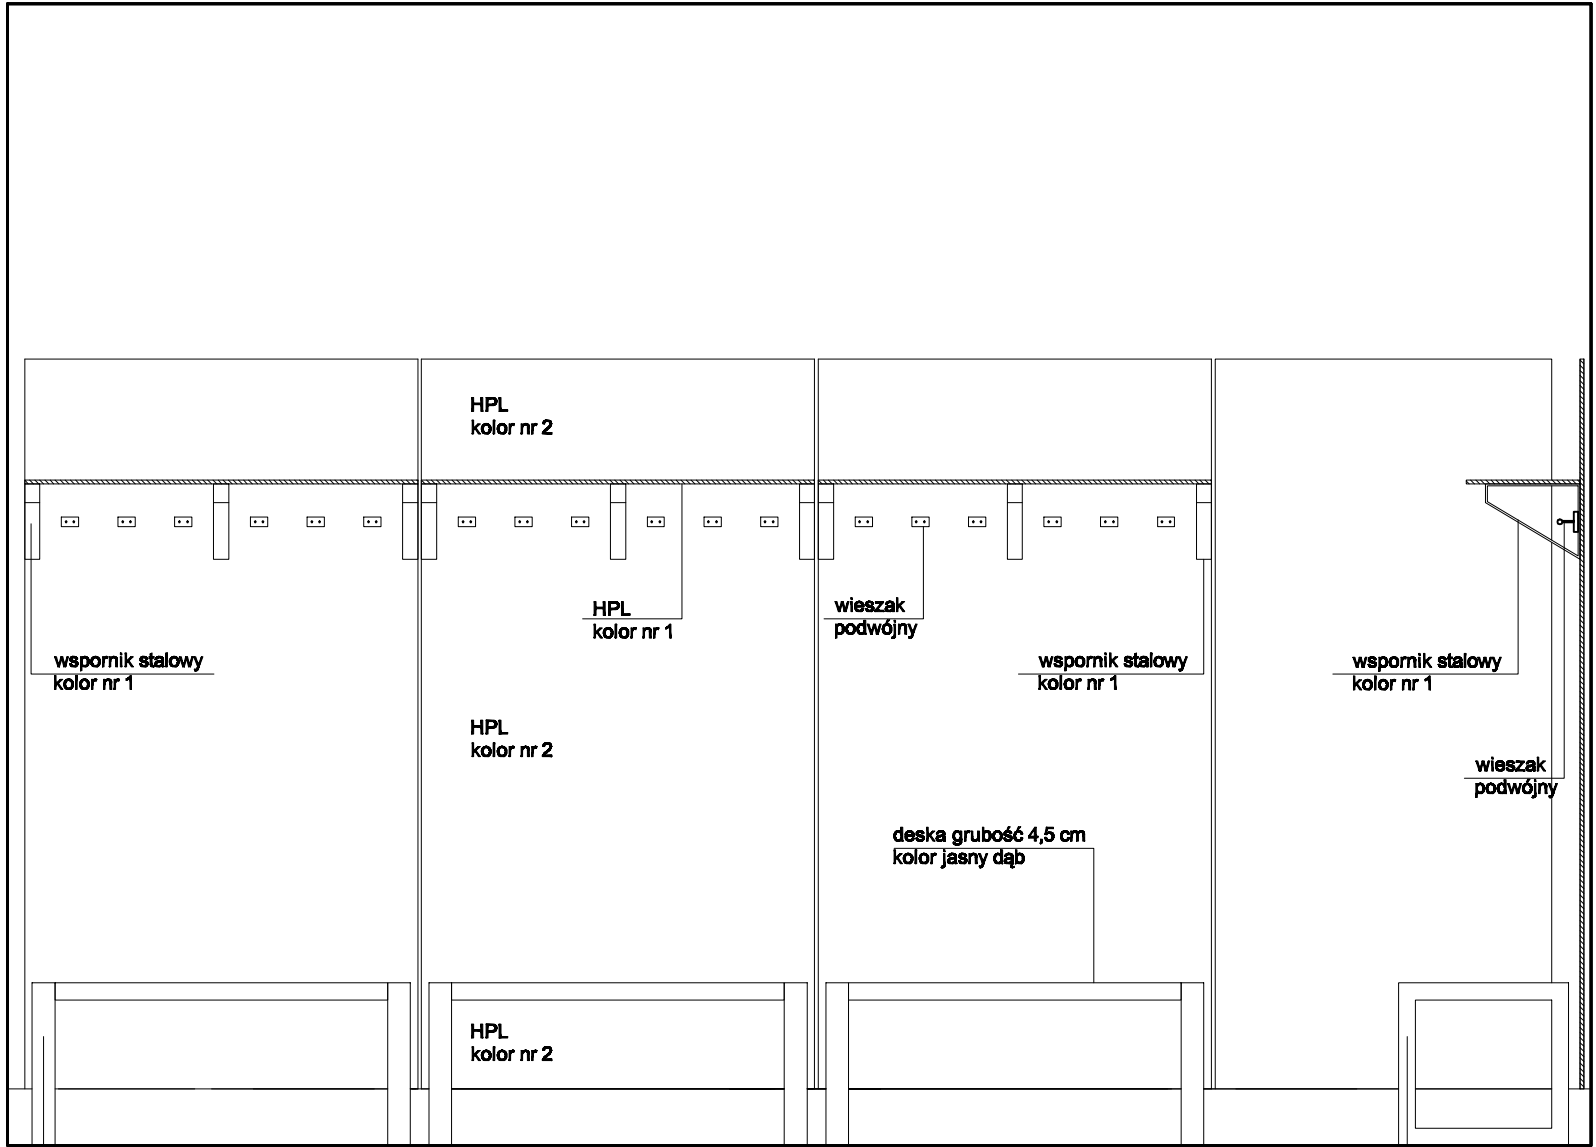 HPL
kolor nr 2
HPL
kolor nr 1
wieszak
podwójny
wspornik stalowy
kolor nr 1
wspornik stalowy
kolor nr 1
wspornik stalowy
kolor nr 1
HPL
kolor nr 2
wieszak
podwójny
deska grubość 4,5 cm
kolor jasny dąb
HPL
kolor nr 2